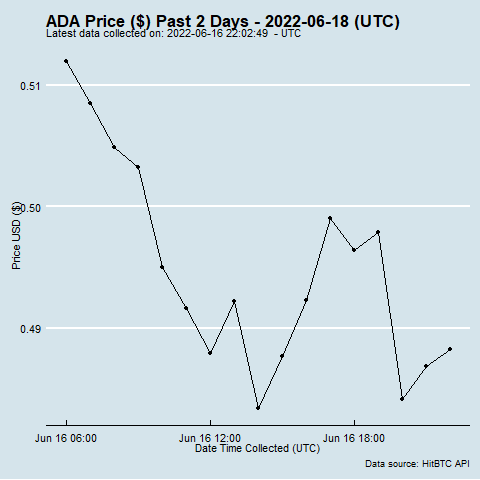 ADA Price ($) Past 2 Days - 2022-06-18 (UTC)
Latest data collected on: 2022-06-16 22:02:49 - UTC
0.51
0.50
0.49
Price USD ($)
Jun 16 06:00 Jun 16 12:00 Jun 16 18:00
Date Time Collected (UTC)
Data source: HitBTC API